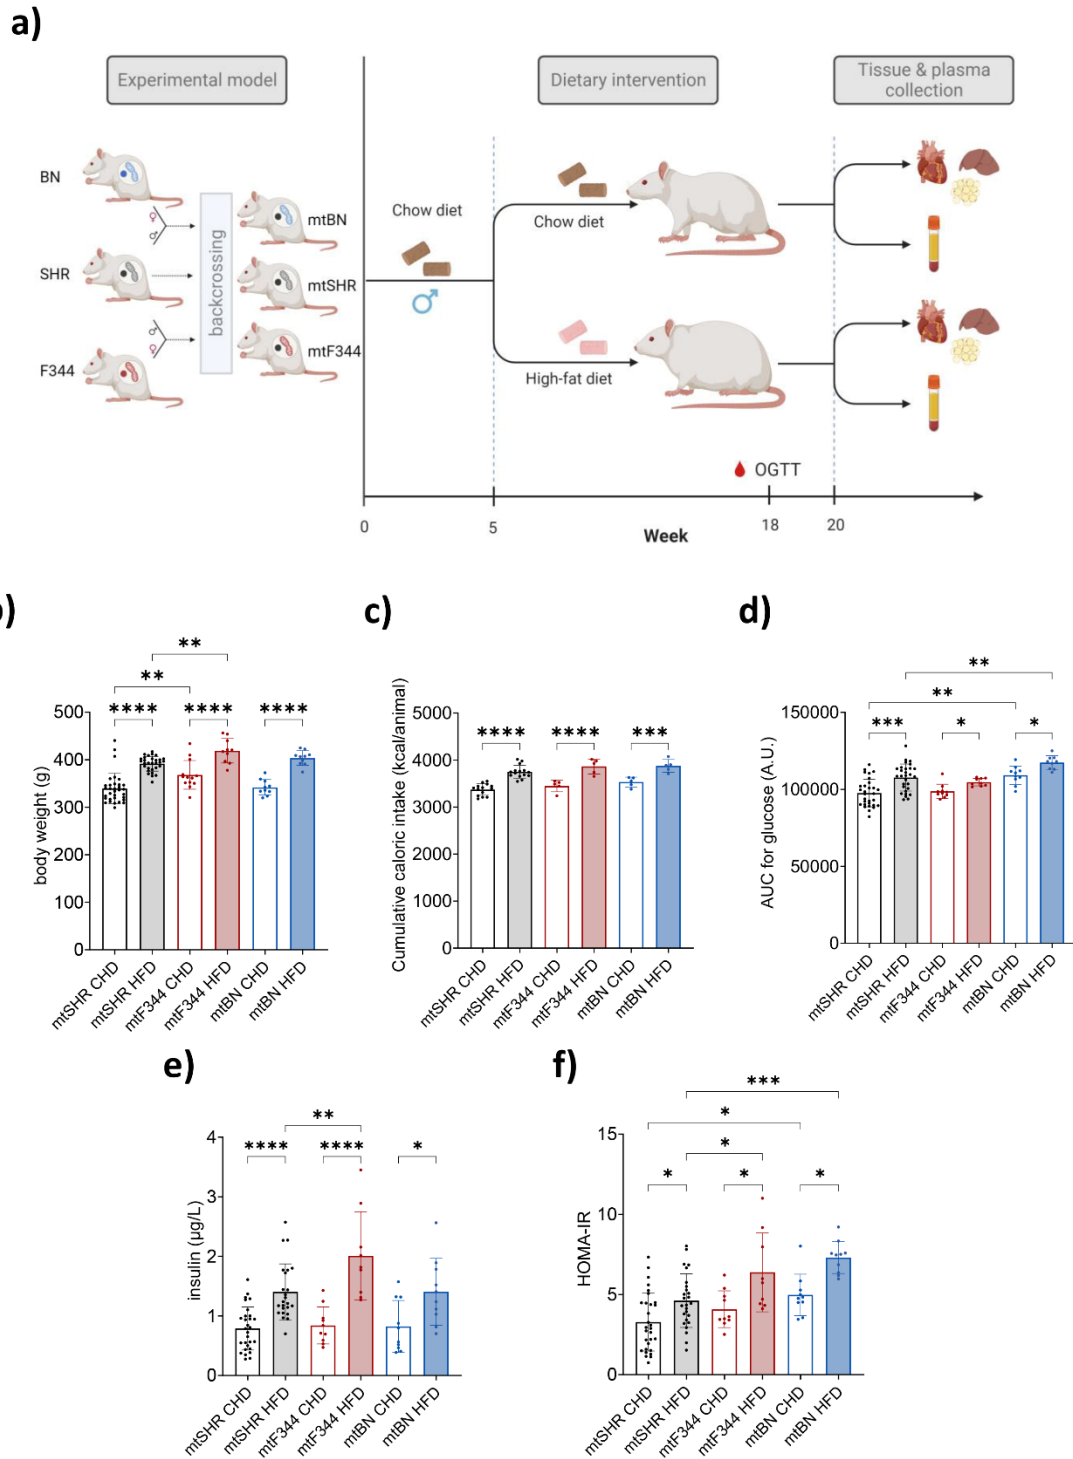 a)
Experimental model
Dietary intervention
Tissue & plasma
collection
BN
SHR
F344
♀
♂
♂
♀
backcrossing
mtBN
mtSHR
mtF344
Chow diet
♂
Chow diet
High-fat diet
OGTT
0
5
18
20
Week
c)
d)
** 
**
**** **** ****
body weight (g)
500
400
300
200
100
0
mtSHR CHD
mtSHR HFD
mtF344 CHD
mtF344 HFD
mtBN CHD
mtBN HFD
**** **** ***
Cumulative caloric intake (kcal/animal)
5000
4000
3000
2000
1000
0
mtSHR CHD
mtSHR HFD
mtF344 CHD
mtF344 HFD
mtBN CHD
mtBN HFD
**
**
*** * *
AUC for glucose (A.U.)
150000
100000
50000
0
mtSHR CHD
mtSHR HFD
mtF344 CHD
mtF344 HFD
mtBN CHD
mtBN HFD
e)
**
**** **** *
insulin (µg/L)
4
3
2
1
0
mtSHR CHD
mtSHR HFD
mtF344 CHD
mtF344 HFD
mtBN CHD
mtBN HFD
f)
***
*
*
* * *
HOMA-IR
15
10
5
0
mtSHR CHD
mtSHR HFD
mtF344 CHD
mtF344 HFD
mtBN CHD
mtBN HFD